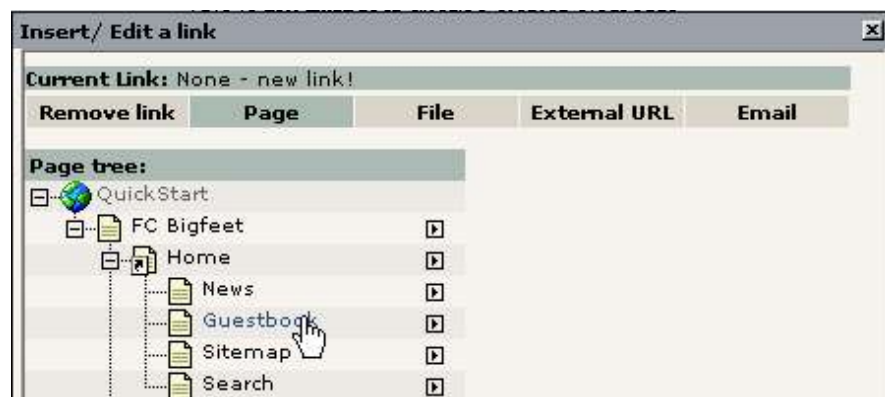 Insert/ Edit a link
Current Link: None - new link!
Remove link Page File External URL Email
Page tree:
QuickStart
FC Bigfeet
Home
News
Guestbook
Sitemap
Search